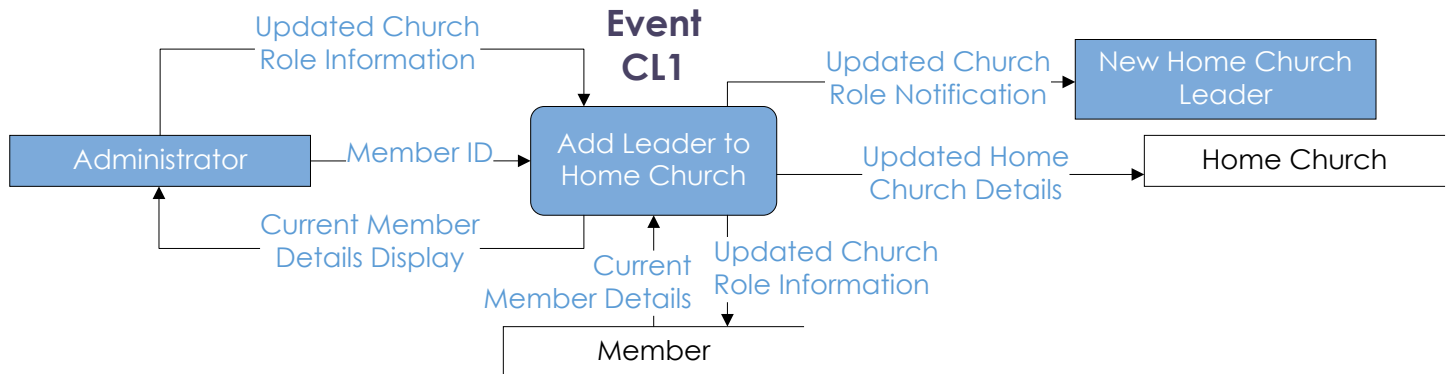 Event
CL1
Updated Church
Role Information
Updated Church
Role Notification
New Home Church
Leader
Administrator
Member ID
Add Leader to
Home Church
Updated Home
Church Details
Home Church
Current Member
Details Display
Current
Member Details
Updated Church
Role Information
Member